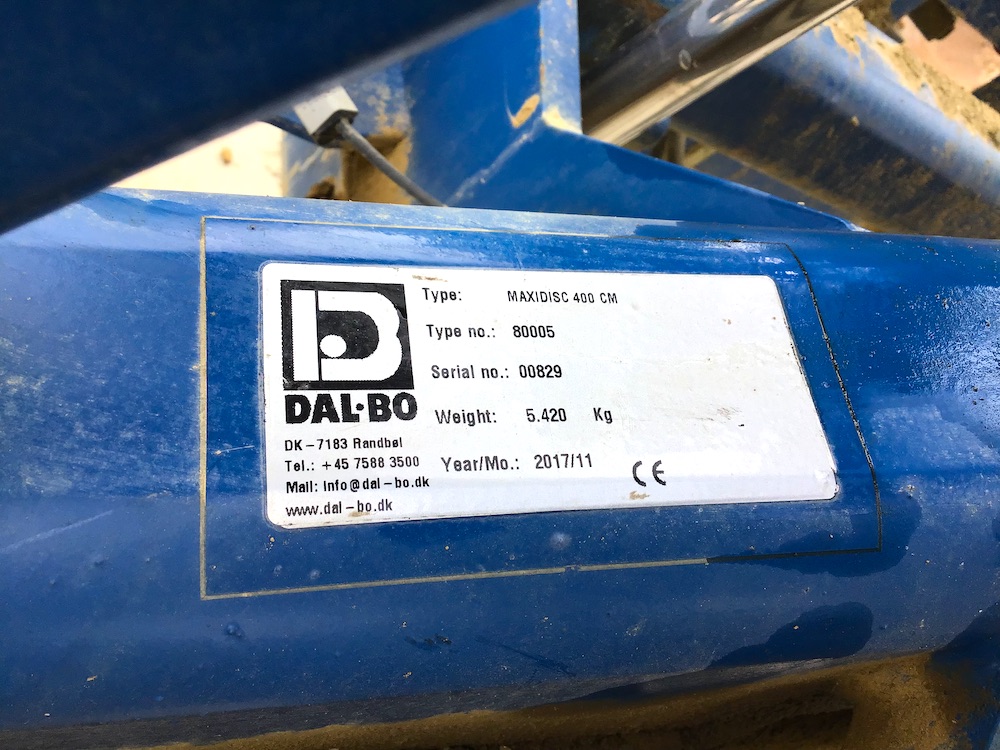 Type: MAXIDISC 400 CM
Type no.: 80005
Serial no.: 00829
Weight: 5.420 Kg
Year/Mo.: 2017/11
CE
DAL·BO
DK-7183 Randbøl
Tel.: +45 7588 3500
Mail: info@dal-bo.dk
www.dal-bo.dk